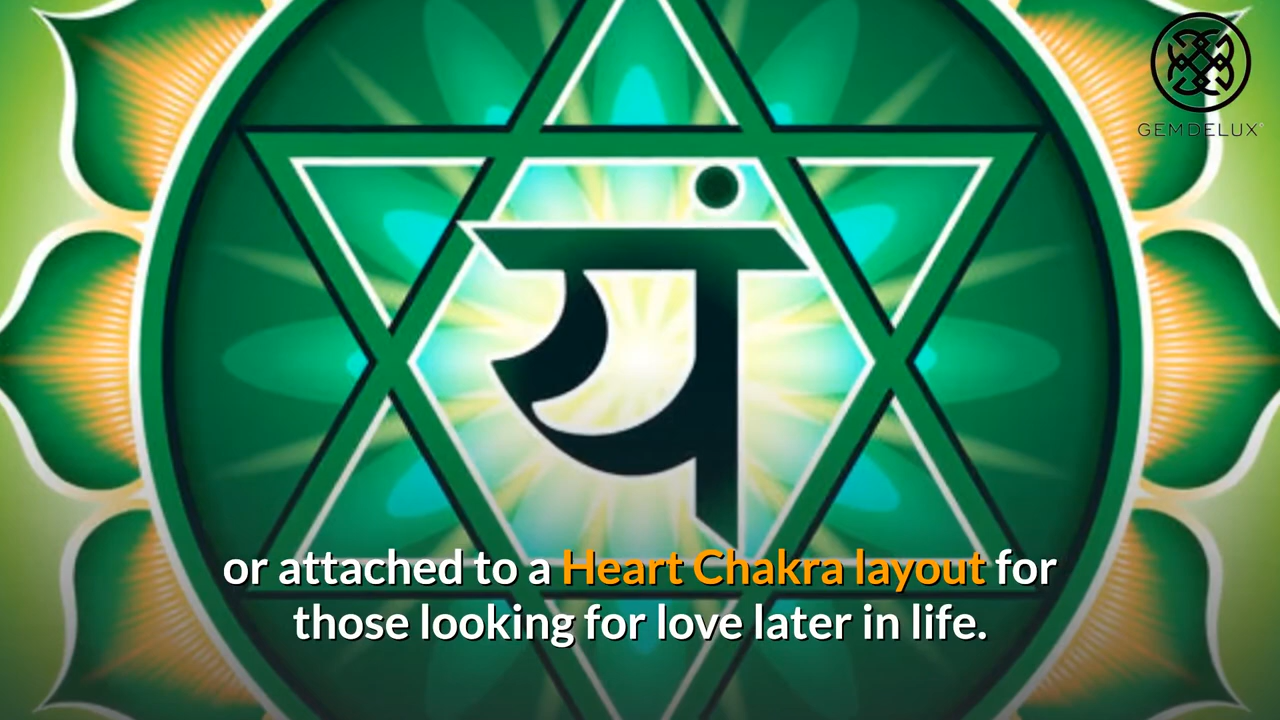 GEMDELUX
यं
or attached to a Heart Chakra layout for
those looking for love later in life.